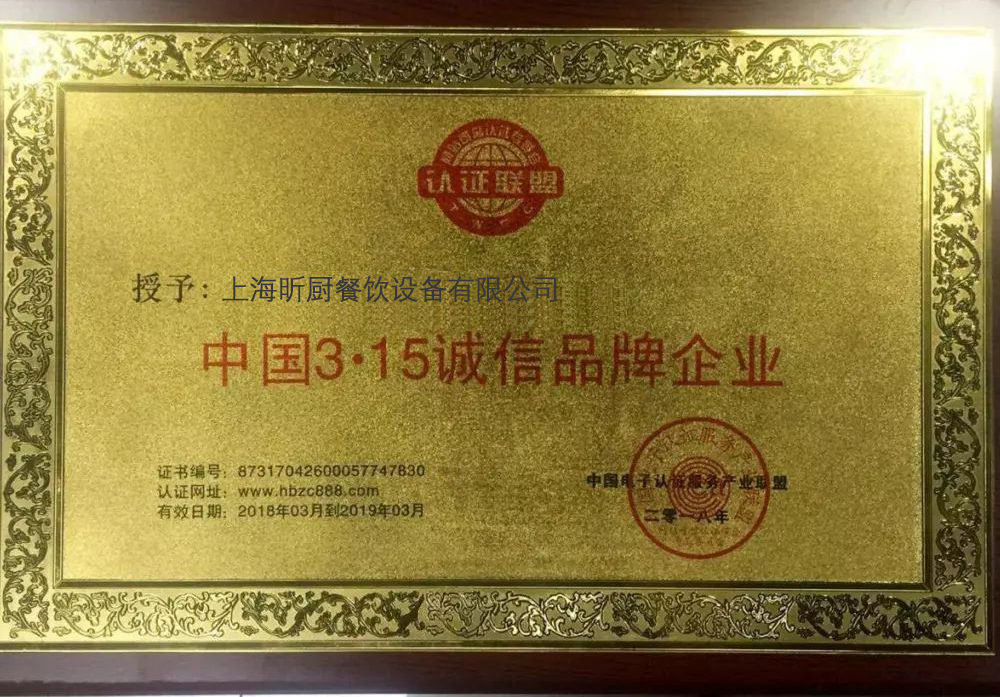 认证联盟
授予：上海昕厨餐饮设备有限公司
中国3·15诚信品牌企业
证书编号：87317042600057747830
认证网址：www.hbzc888.com
有效日期：2018年03月到2019年03月
中国电子认证服务产业联盟
二零一八年